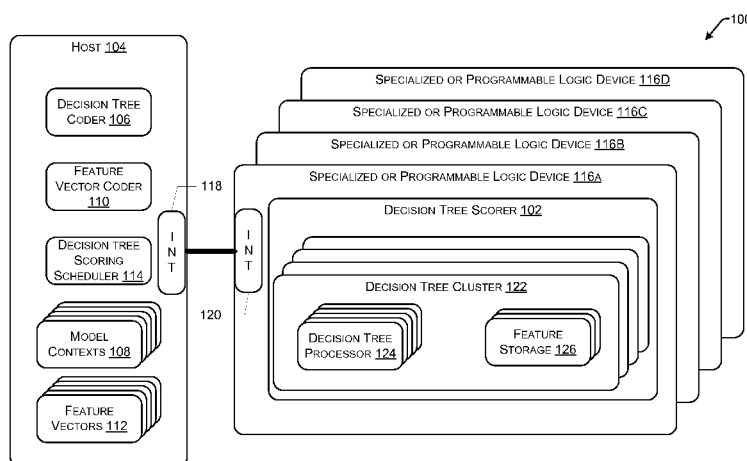 100
HOST 104
DECISION TREE
CODER 106
FEATURE
VECTOR CODER
110
DECISION TREE
SCORING
SCHEDULER 114
MODEL
CONTEXTS 108
FEATURE
VECTORS 112
118
I
N
T
I
N
T
120
SPECIALIZED OR PROGRAMMABLE LOGIC DEVICE 116D
SPECIALIZED OR PROGRAMMABLE LOGIC DEVICE 116C
SPECIALIZED OR PROGRAMMABLE LOGIC DEVICE 116B
SPECIALIZED OR PROGRAMMABLE LOGIC DEVICE 116A
DECISION TREE SCORER 102
DECISION TREE CLUSTER 122
DECISION TREE
PROCESSOR 124
FEATURE
STORAGE 126